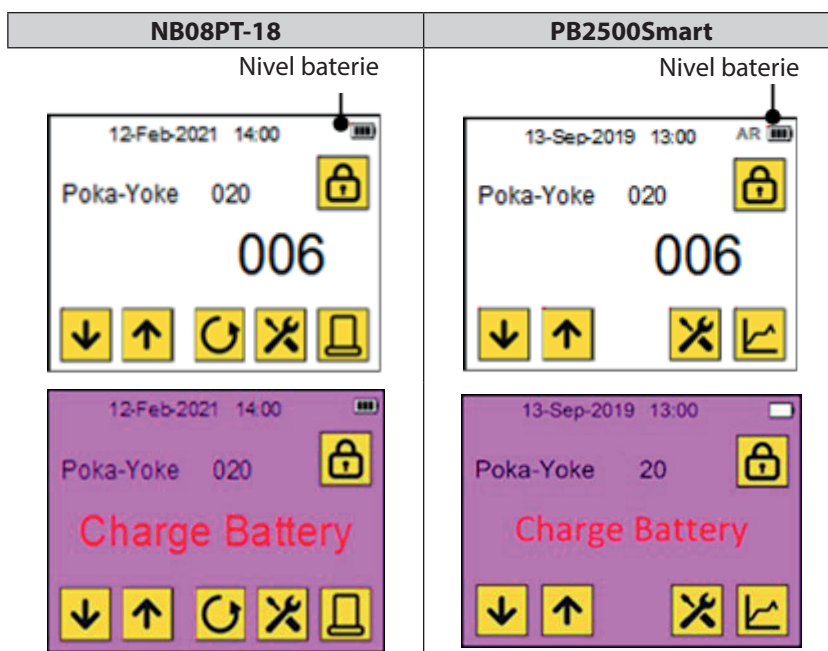 NB08PT-18
PB2500Smart
Nivel baterie
Nivel baterie
12-Feb-2021 14:00
Poka-Yoke 020
006
13-Sep-2019 13:00 AR
Poka-Yoke 020
006
12-Feb-2021 14:00
Poka-Yoke 020
Charge Battery
13-Sep-2019 13:00
Poka-Yoke 20
Charge Battery